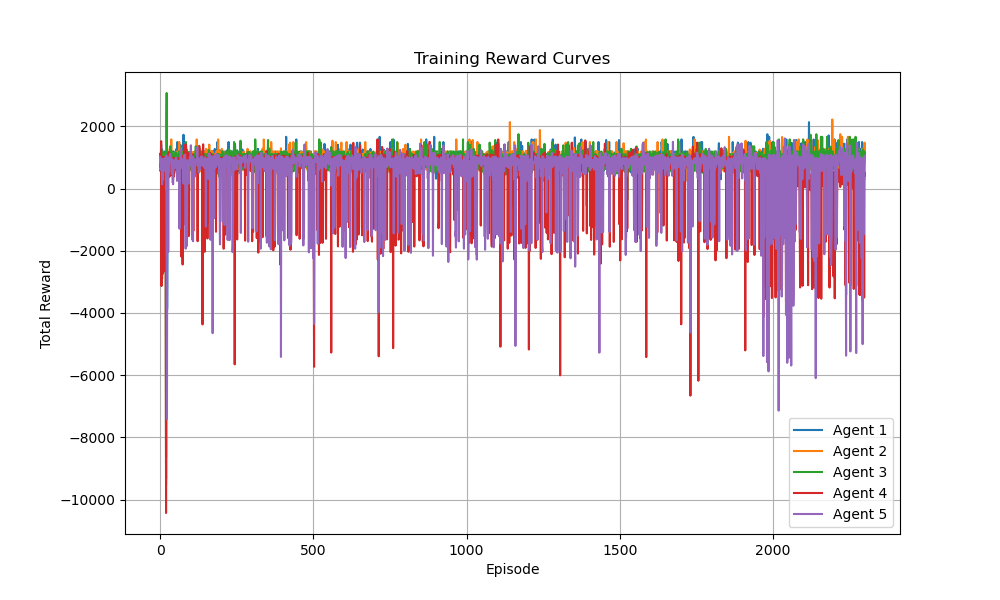 Training Reward Curves
Total Reward
2000
0
−2000
−4000
−6000
−8000
−10000
0 500 1000 1500 2000
Episode
Agent 1
Agent 2
Agent 3
Agent 4
Agent 5